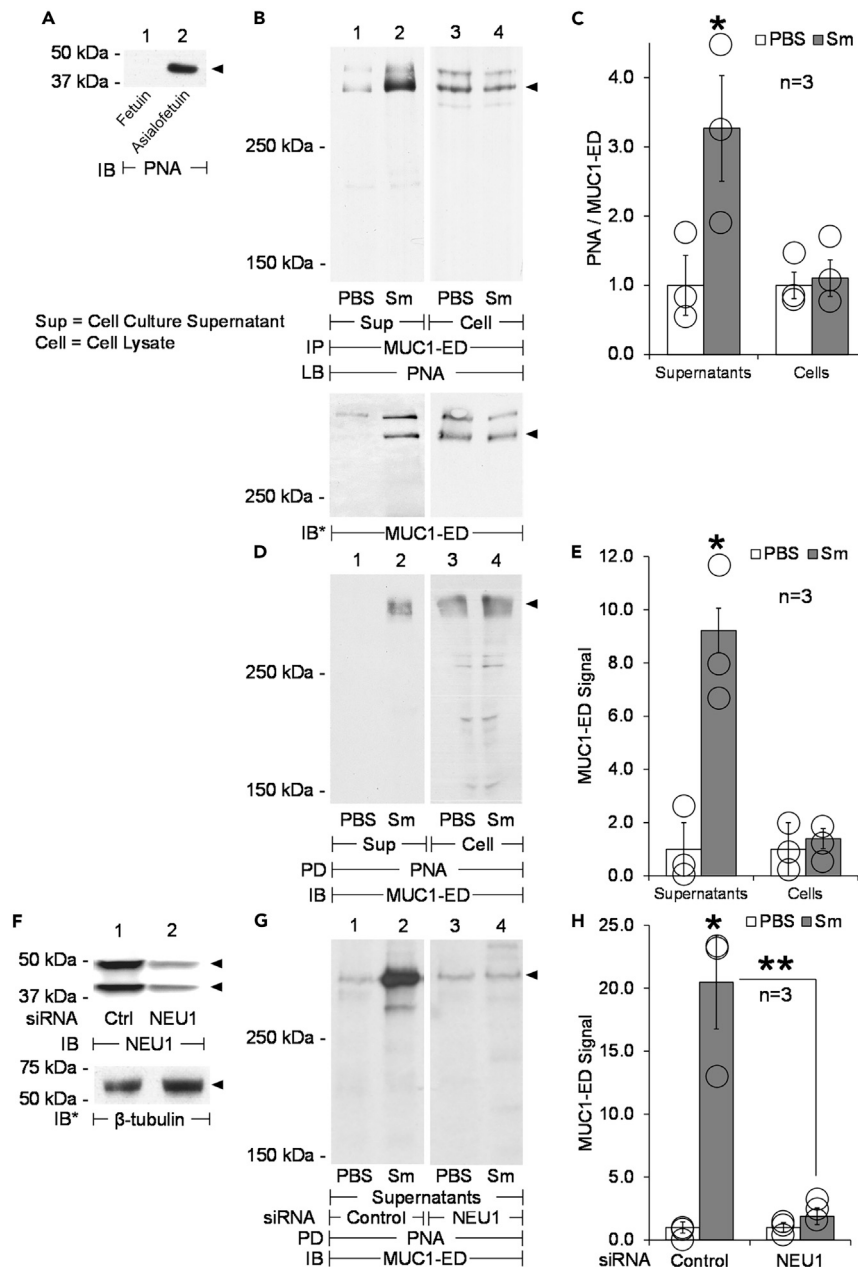 A
1 2
50 kDa -
37 kDa -
Fetuin
Asialofetuin
IB PNA
B
1 2 3 4
250 kDa -
150 kDa -
PBS Sm PBS Sm
Sup Cell
IP MUC1-ED
LB PNA
Sup = Cell Culture Supernatant
Cell = Cell Lysate
250 kDa -
IB* MUC1-ED
C
PBS Sm
*
n=3
PNA / MUC1-ED
4.0
3.0
2.0
1.0
0.0
Supernatants Cells
D
1 2 3 4
250 kDa -
150 kDa -
PBS Sm PBS Sm
Sup Cell
PD PNA
IB MUC1-ED
E
PBS Sm
*
n=3
MUC1-ED Signal
12.0
10.0
8.0
6.0
4.0
2.0
0.0
Supernatants Cells
F
1 2
50 kDa -
37 kDa -
siRNA Ctrl NEU1
IB NEU1
75 kDa -
50 kDa -
IB* β-tubulin
G
1 2 3 4
250 kDa -
150 kDa -
PBS Sm PBS Sm
Supernatants
siRNA Control NEU1
PD PNA
IB MUC1-ED
H
PBS Sm
*
**
n=3
MUC1-ED Signal
25.0
20.0
15.0
10.0
5.0
0.0
siRNA Control NEU1